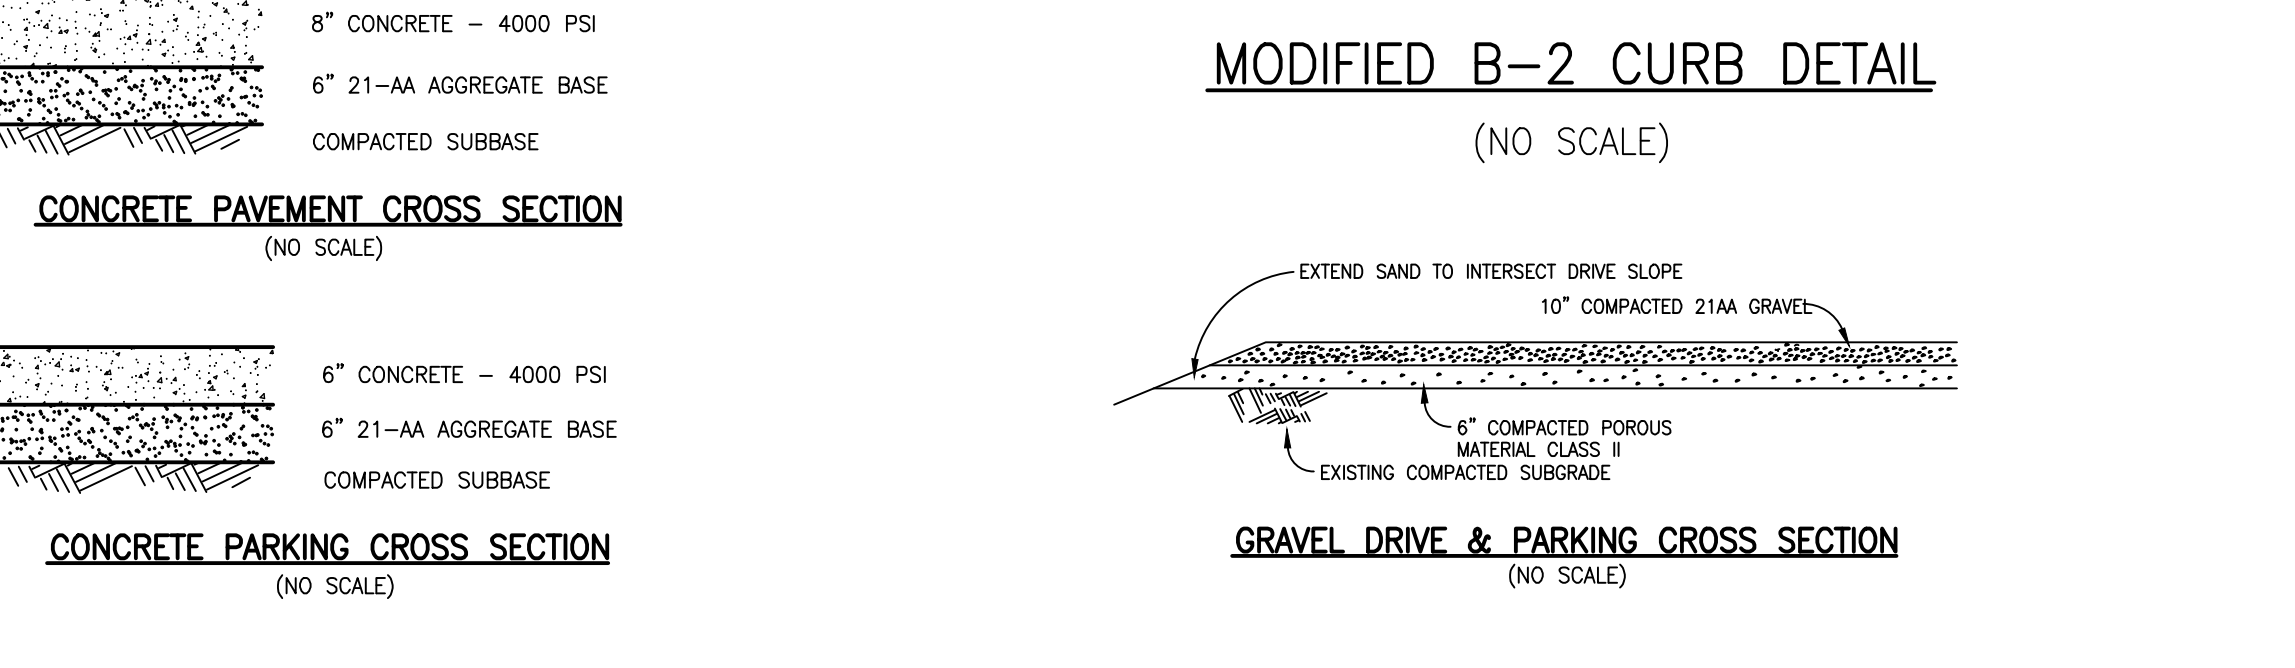 8" CONCRETE – 4000 PSI
6" 21–AA AGGREGATE BASE
COMPACTED SUBBASE
CONCRETE PAVEMENT CROSS SECTION
(NO SCALE)
6" CONCRETE – 4000 PSI
6" 21–AA AGGREGATE BASE
COMPACTED SUBBASE
CONCRETE PARKING CROSS SECTION
(NO SCALE)
MODIFIED B–2 CURB DETAIL
(NO SCALE)
EXTEND SAND TO INTERSECT DRIVE SLOPE
10" COMPACTED 21AA GRAVEL
6" COMPACTED POROUS
MATERIAL CLASS II
EXISTING COMPACTED SUBGRADE
GRAVEL DRIVE & PARKING CROSS SECTION
(NO SCALE)